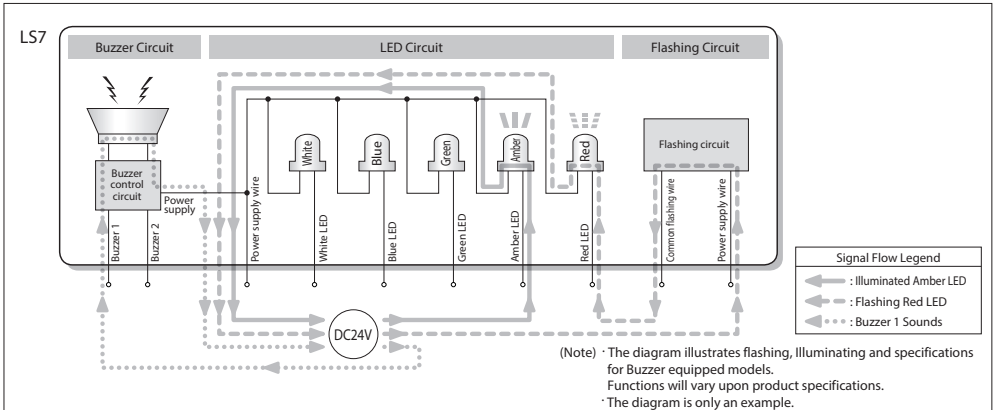 LS7
Buzzer Circuit
LED Circuit
Flashing Circuit
White
Blue
Green
Amber
Red
Flashing circuit
Buzzer
control
circuit
Power
supply
Buzzer 1
Buzzer 2
Power supply wire
White LED
Blue LED
Green LED
Amber LED
Red LED
Common flashing wire
Power supply wire
DC24V
Signal Flow Legend
: Illuminated Amber LED
: Flashing Red LED
: Buzzer 1 Sounds
(Note) · The diagram illustrates flashing, Illuminating and specifications
for Buzzer equipped models.
Functions will vary upon product specifications.
· The diagram is only an example.